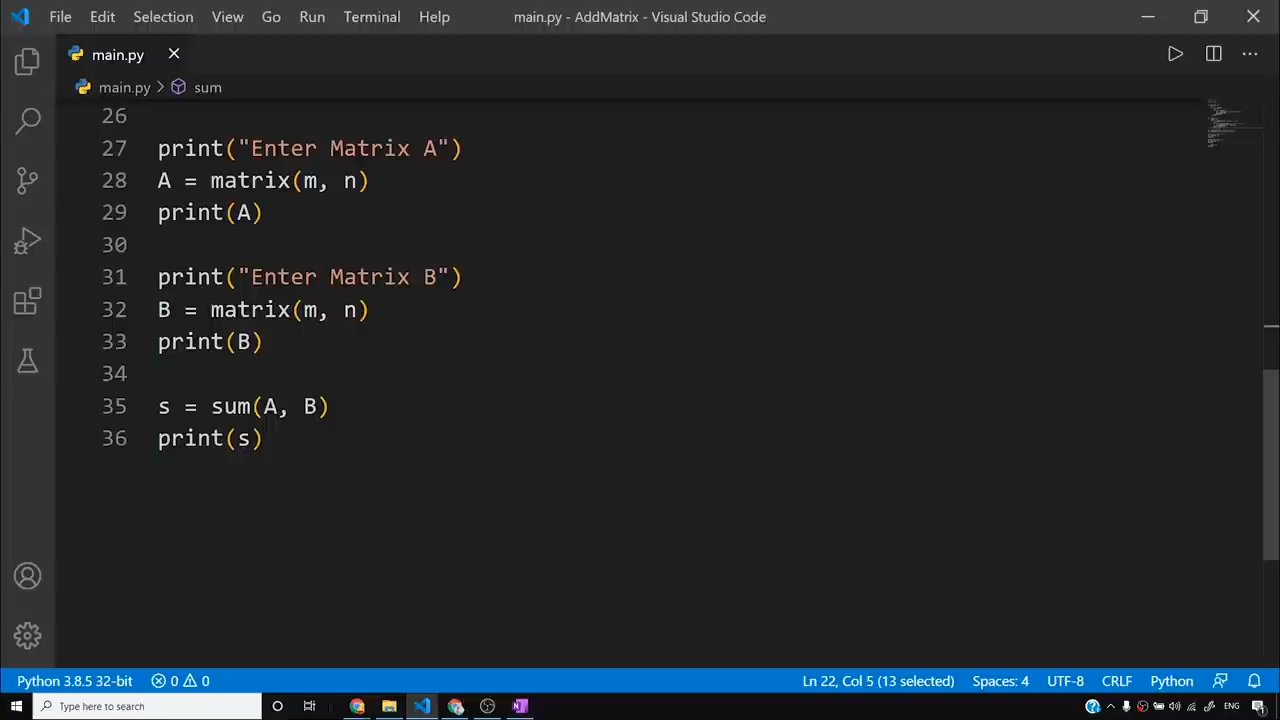 File Edit Selection View Go Run Terminal Help main.py - AddMatrix - Visual Studio Code
main.py
main.py > sum
26
27 print("Enter Matrix A")
28 A = matrix(m, n)
29 print(A)
30
31 print("Enter Matrix B")
32 B = matrix(m, n)
33 print(B)
34
35 s = sum(A, B)
36 print(s)
Python 3.8.5 32-bit 0 0 Ln 22, Col 5 (13 selected) Spaces: 4 UTF-8 CRLF Python
Type here to search ENG